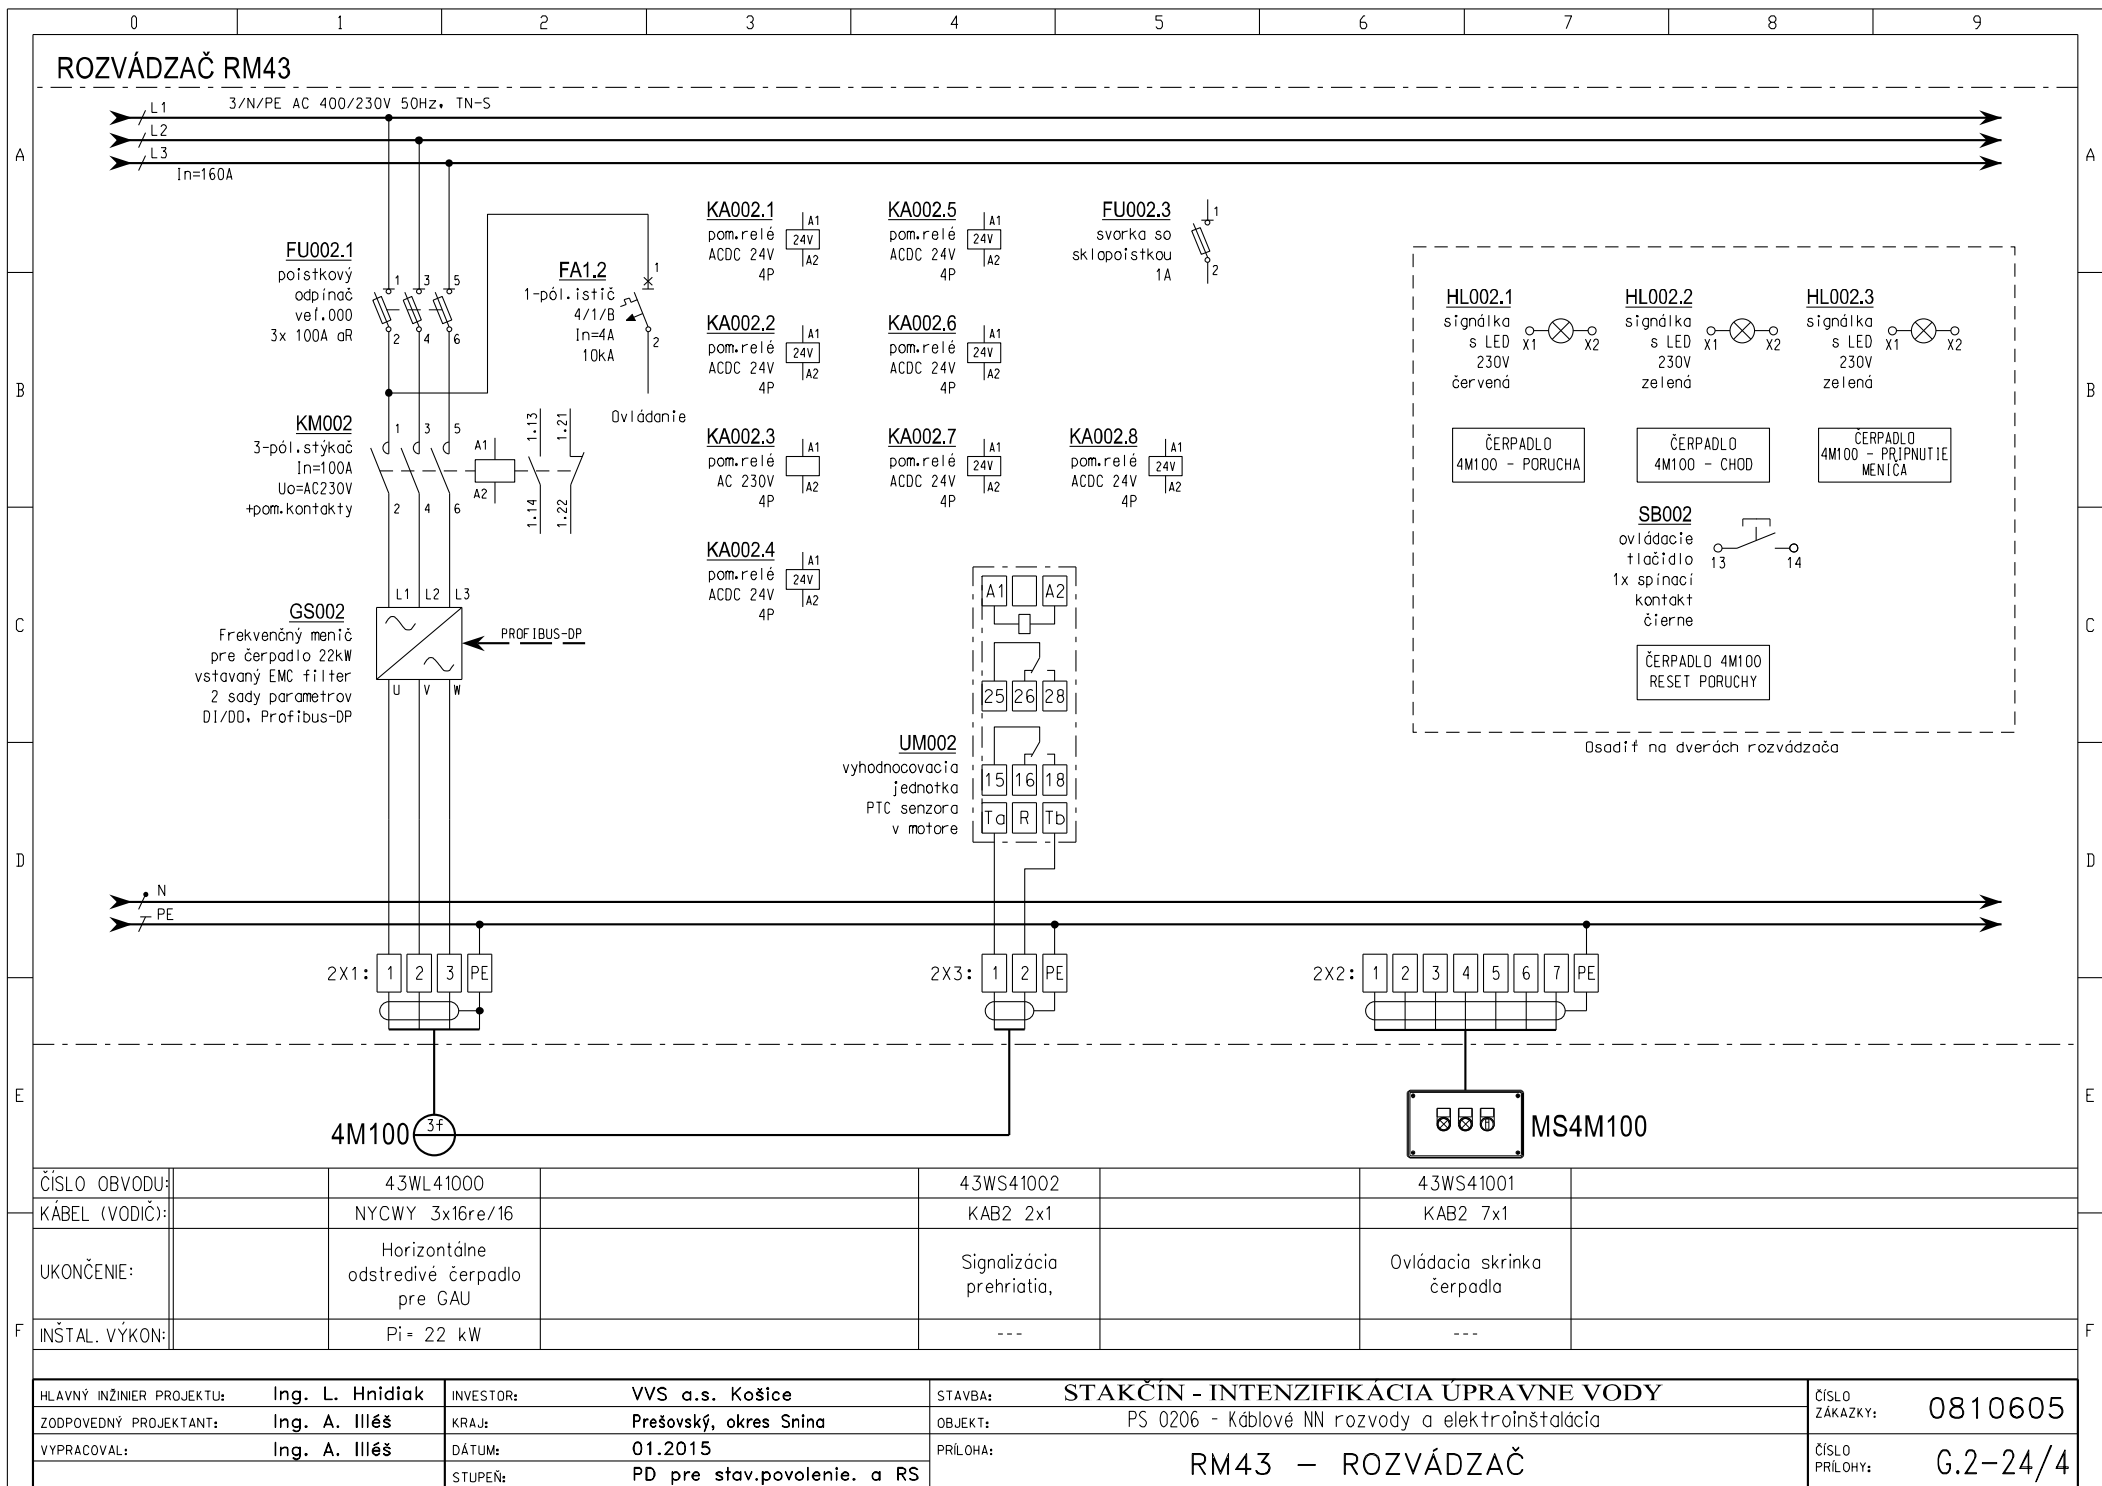 0 1 2 3 4 5 6 7 8 9
ROZVÁDZAČ RM43
A
A
B
B
C
C
D
D
E
E
F
F
L1
3/N/PE AC 400/230V 50Hz, TN-S
L2
L3
In=160A
FU002.1
poistkový
odpínač
veľ.000
3x 100A aR
1 3 5
2 4 6
FA1.2
1-pól.istič
4/1/B
In=4A
10kA
1
2
Ovládanie
KM002
3-pól.stýkač
In=100A
Uo=AC230V
+pom.kontakty
1 3 5
2 4 6
A1
A2
1.13
1.21
1.14
1.22
GS002
Frekvenčný menič
pre čerpadlo 22kW
vstavaný EMC filter
2 sady parametrov
DI/DO, Profibus-DP
L1 L2 L3
U V W
PROFIBUS-DP
KA002.1
pom.relé
ACDC 24V
4P
A1
24V
A2
KA002.2
pom.relé
ACDC 24V
4P
A1
24V
A2
KA002.3
pom.relé
AC 230V
4P
A1
A2
KA002.4
pom.relé
ACDC 24V
4P
A1
24V
A2
KA002.5
pom.relé
ACDC 24V
4P
A1
24V
A2
KA002.6
pom.relé
ACDC 24V
4P
A1
24V
A2
KA002.7
pom.relé
ACDC 24V
4P
A1
24V
A2
KA002.8
pom.relé
ACDC 24V
4P
A1
24V
A2
FU002.3
svorka so
sklopoistkou
1A
1
2
UM002
vyhodnocovacia
jednotka
PTC senzora
v motore
A1 A2
25 26 28
15 16 18
Ta R Tb
HL002.1
signálka
s LED
230V
červená
X1 X2
HL002.2
signálka
s LED
230V
zelená
X1 X2
HL002.3
signálka
s LED
230V
zelená
X1 X2
ČERPADLO
4M100 - PORUCHA
ČERPADLO
4M100 - CHOD
ČERPADLO
4M100 - PRIPNUTIE
MENIČA
SB002
ovládacie
tlačidlo
1x spínací
kontakt
čierne
13 14
ČERPADLO 4M100
RESET PORUCHY
Osadiť na dverách rozvádzača
N
PE
2X1: 1 2 3 PE
2X3: 1 2 PE
2X2: 1 2 3 4 5 6 7 PE
4M100
3f
MS4M100
ČÍSLO OBVODU: 43WL41000 43WS41002 43WS41001
KÁBEL (VODIČ): NYCWY 3x16re/16 KAB2 2x1 KAB2 7x1
UKONČENIE:
Horizontálne
odstredivé čerpadlo
pre GAU
Signalizácia
prehriatia,
Ovládacia skrinka
čerpadla
INŠTAL. VÝKON: Pi= 22 kW --- ---
HLAVNÝ INŽINIER PROJEKTU: Ing. L. Hnidiak
ZODPOVEDNÝ PROJEKTANT: Ing. A. Illéš
VYPRACOVAL: Ing. A. Illéš
INVESTOR: VVS a.s. Košice
KRAJ: Prešovský, okres Snina
DÁTUM: 01.2015
STUPEŇ: PD pre stav.povolenie. a RS
STAVBA: STAKČÍN - INTENZIFIKÁCIA ÚPRAVNE VODY
OBJEKT: PS 0206 - Káblové NN rozvody a elektroinštalácia
PRÍLOHA: RM43 – ROZVÁDZAČ
ČÍSLO
ZÁKAZKY: 0810605
ČÍSLO
PRÍLOHY: G.2-24/4